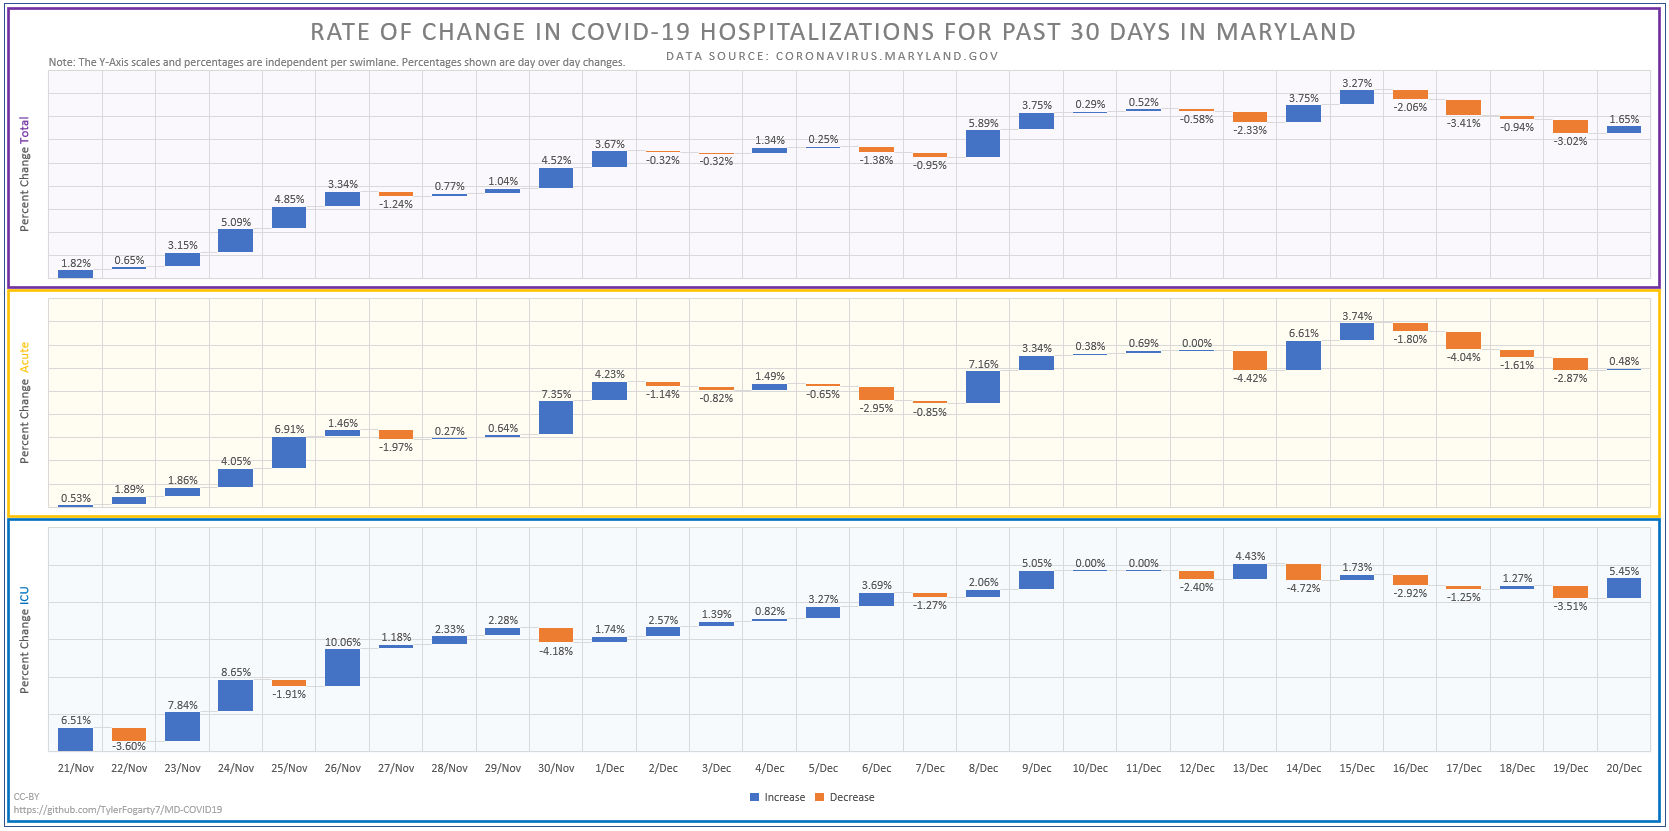 RATE OF CHANGE IN COVID-19 HOSPITALIZATIONS FOR PAST 30 DAYS IN MARYLAND
DATA SOURCE: CORONAVIRUS.MARYLAND.GOV
Note: The Y-Axis scales and percentages are independent per swimlane. Percentages shown are day over day changes.
Percent Change Total
1.82% 0.65% 3.15% 5.09% 4.85% 3.34% -1.24% 0.77% 1.04% 4.52% 3.67% -0.32% -0.32% 1.34% 0.25% -1.38% -0.95% 5.89% 3.75% 0.29% 0.52% -0.58% -2.33% 3.75% 3.27% -2.06% -3.41% -0.94% -3.02% 1.65%
Percent Change Acute
0.53% 1.89% 1.86% 4.05% 6.91% 1.46% -1.97% 0.27% 0.64% 7.35% 4.23% -1.14% -0.82% 1.49% -0.65% -2.95% -0.85% 7.16% 3.34% 0.38% 0.69% 0.00% -4.42% 6.61% 3.74% -1.80% -4.04% -1.61% -2.87% 0.48%
Percent Change ICU
6.51% -3.60% 7.84% 8.65% -1.91% 10.06% 1.18% 2.33% 2.28% -4.18% 1.74% 2.57% 1.39% 0.82% 3.27% 3.69% -1.27% 2.06% 5.05% 0.00% 0.00% -2.40% 4.43% -4.72% 1.73% -2.92% -1.25% 1.27% -3.51% 5.45%
21/Nov 22/Nov 23/Nov 24/Nov 25/Nov 26/Nov 27/Nov 28/Nov 29/Nov 30/Nov 1/Dec 2/Dec 3/Dec 4/Dec 5/Dec 6/Dec 7/Dec 8/Dec 9/Dec 10/Dec 11/Dec 12/Dec 13/Dec 14/Dec 15/Dec 16/Dec 17/Dec 18/Dec 19/Dec 20/Dec
Increase Decrease
CC-BY
https://github.com/TylerFogarty7/MD-COVID19